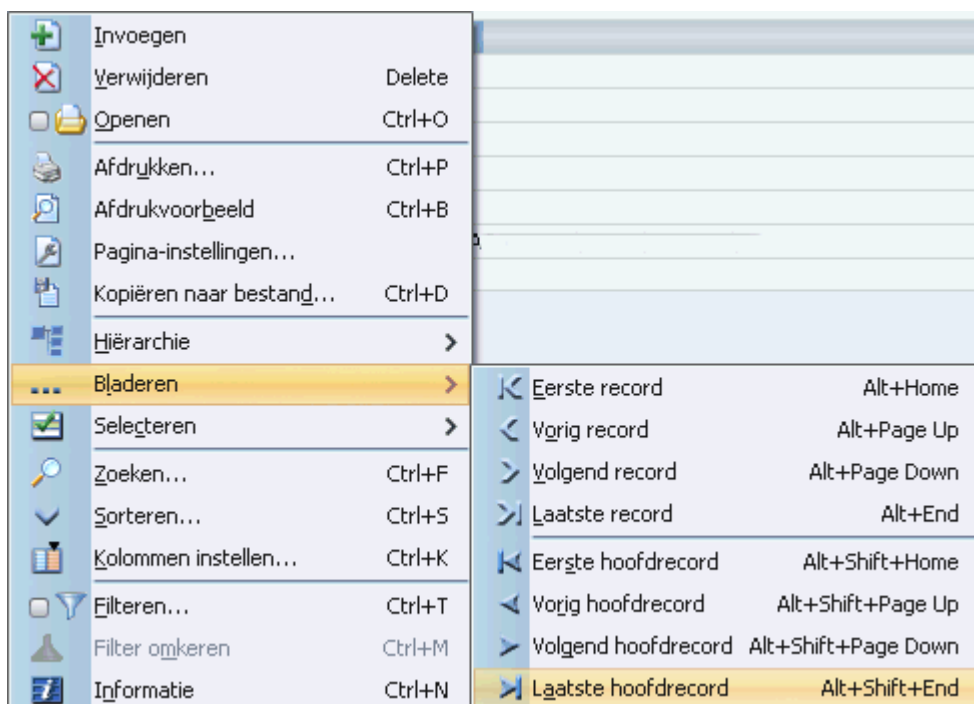 Invoegen
Verwijderen Delete
Openen Ctrl+O
Afdrukken... Ctrl+P
Afdrukvoorbeeld Ctrl+B
Pagina-instellingen...
Kopiëren naar bestand... Ctrl+D
Hiërarchie
Bladeren
Selecteren
Zoeken... Ctrl+F
Sorteren... Ctrl+S
Kolommen instellen... Ctrl+K
Filteren... Ctrl+T
Filter omkeren Ctrl+M
Informatie Ctrl+N
Eerste record Alt+Home
Vorig record Alt+Page Up
Volgend record Alt+Page Down
Laatste record Alt+End
Eerste hoofdrecord Alt+Shift+Home
Vorig hoofdrecord Alt+Shift+Page Up
Volgend hoofdrecord Alt+Shift+Page Down
Laatste hoofdrecord Alt+Shift+End